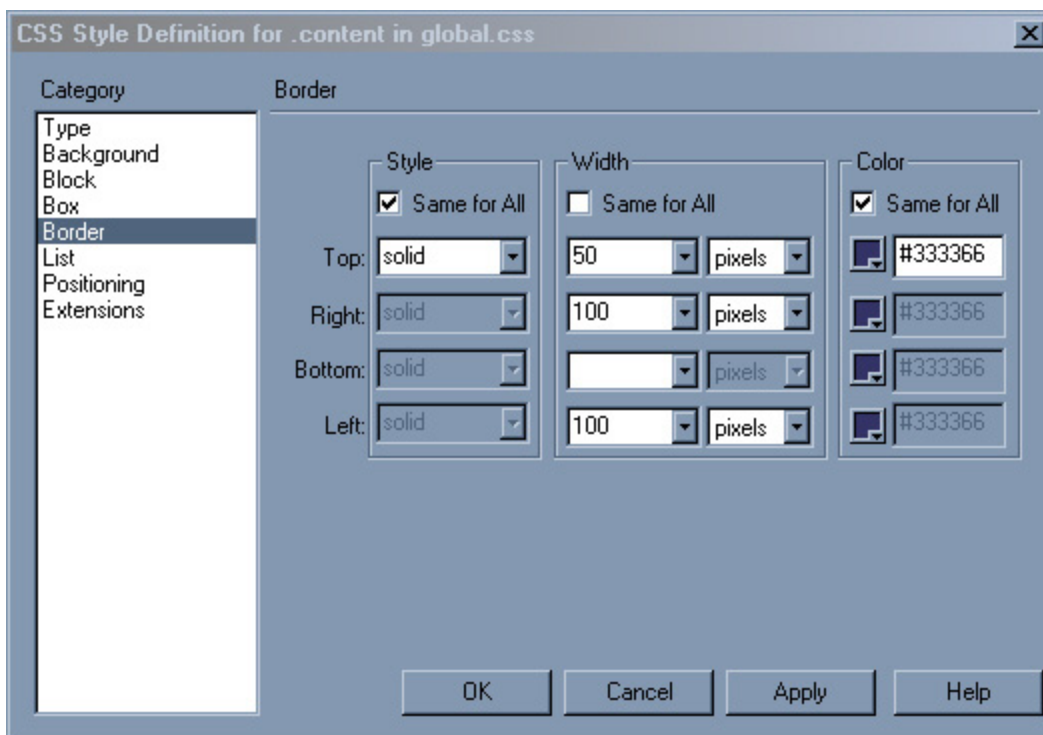 CSS Style Definition for .content in global.css
Category
Border
Type
Background
Block
Box
Border
List
Positioning
Extensions
Style
Width
Color
Same for All
Same for All
Same for All
Top: solid 50 pixels #333366
Right: solid 100 pixels #333366
Bottom: solid pixels #333366
Left: solid 100 pixels #333366
OK
Cancel
Apply
Help